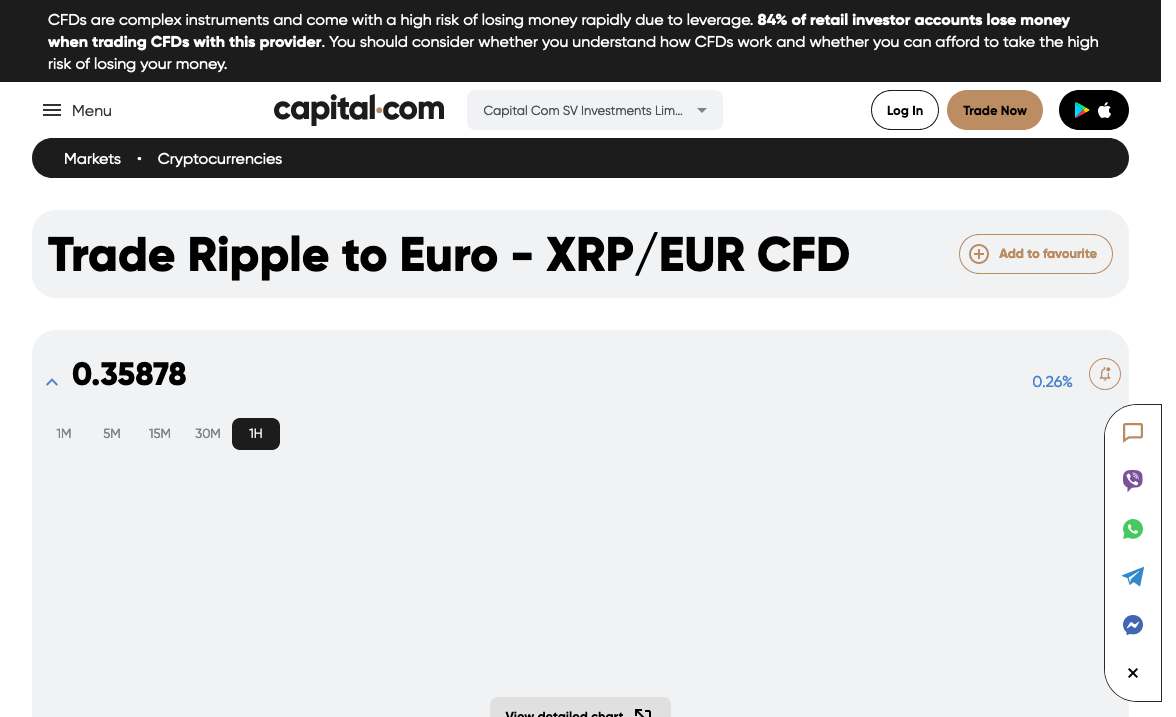 CFDs are complex instruments and come with a high risk of losing money rapidly due to leverage. 84% of retail investor accounts lose money
when trading CFDs with this provider. You should consider whether you understand how CFDs work and whether you can afford to take the high
risk of losing your money.
Menu
capital.com
Capital Com SV Investments Lim...
Log In
Trade Now
Markets • Cryptocurrencies
Trade Ripple to Euro - XRP/EUR CFD
Add to favourite
0.35878
0.26%
1M 5M 15M 30M 1H
View detailed chart